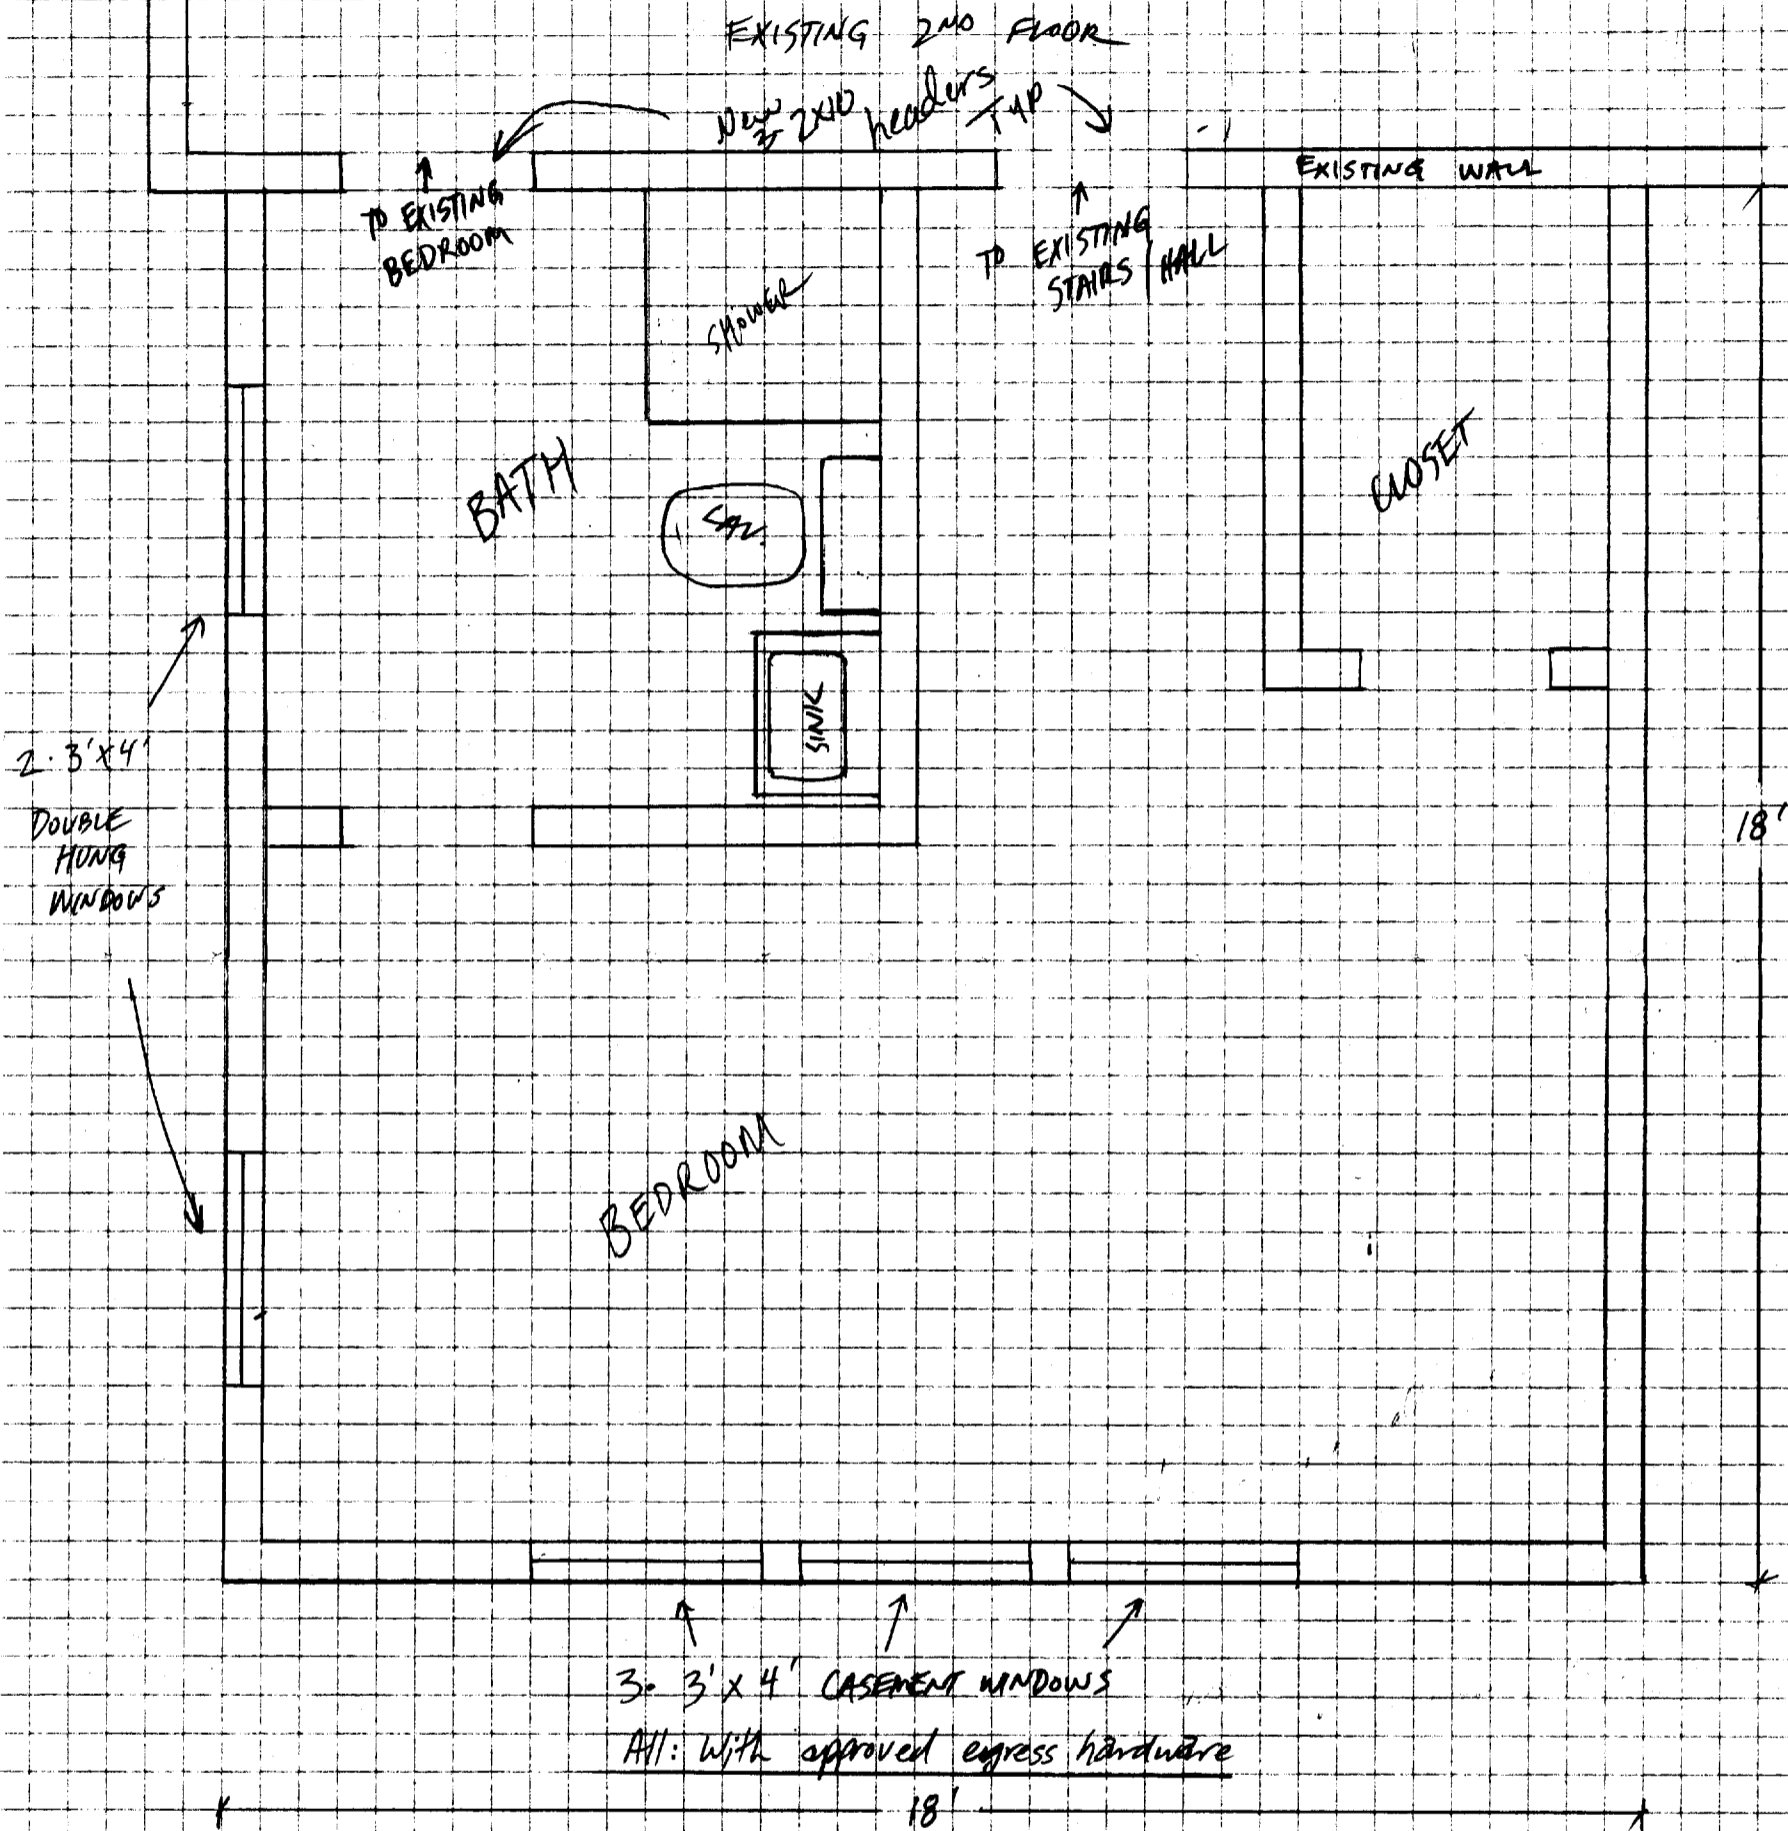 EXISTING 2ND FLOOR
New 3 2X10 headers TYP
EXISTING WALL
TO EXISTING
BEDROOM
TO EXISTING
STAIRS / HALL
SHOWER
BATH
CLOSET
SINK
2. 3'X4'
DOUBLE
HUNG
WINDOWS
18'
BEDROOM
3. 3' X 4' CASEMENT WINDOWS
All: With approved egress hardware
18'